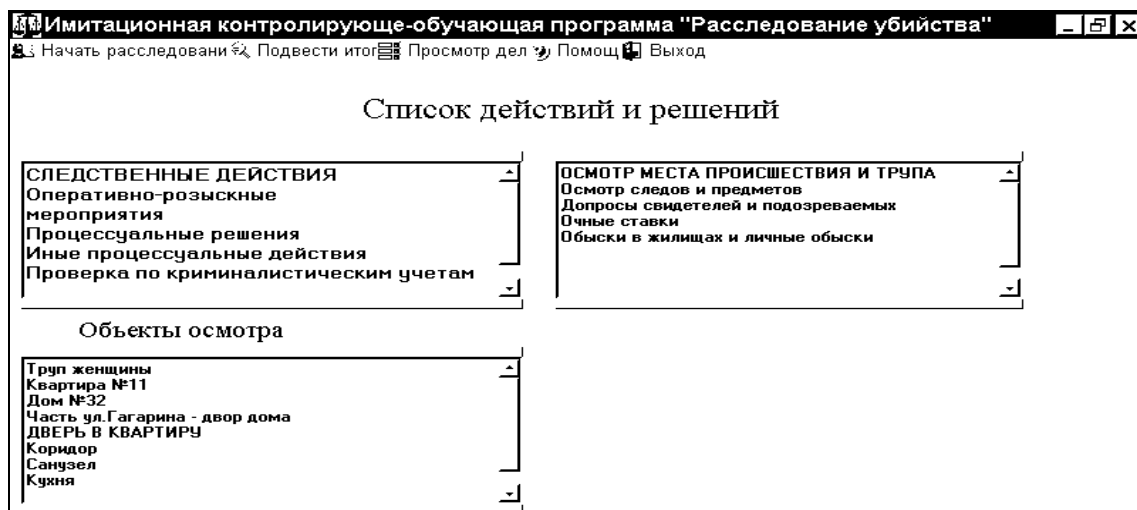 Имитационная контролирующе-обучающая программа "Расследование убийства"
Начать расследовани Подвести итог Просмотр дел Помощ Выход
Список действий и решений
СЛЕДСТВЕННЫЕ ДЕЙСТВИЯ
Оперативно-розыскные
мероприятия
Процессуальные решения
Иные процессуальные действия
Проверка по криминалистическим учетам
ОСМОТР МЕСТА ПРОИСШЕСТВИЯ И ТРУПА
Осмотр следов и предметов
Допросы свидетелей и подозреваемых
Очные ставки
Обыски в жилищах и личные обыски
Объекты осмотра
Труп женщины
Квартира №11
Дом №32
Часть ул.Гагарина - двор дома
ДВЕРЬ В КВАРТИРУ
Коридор
Санузел
Кухня